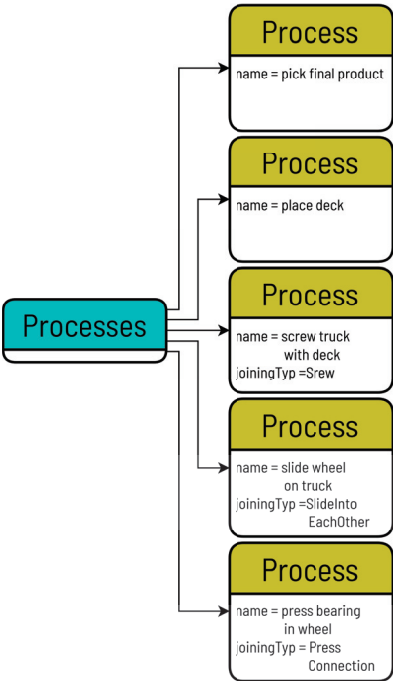 Process
name = pick final product
Process
name = place deck
Processes
Process
name = screw truck
with deck
joiningTyp =Srew
Process
name = slide wheel
on truck
joiningTyp =SlideInto
EachOther
Process
name = press bearing
in wheel
joiningTyp = Press
Connection